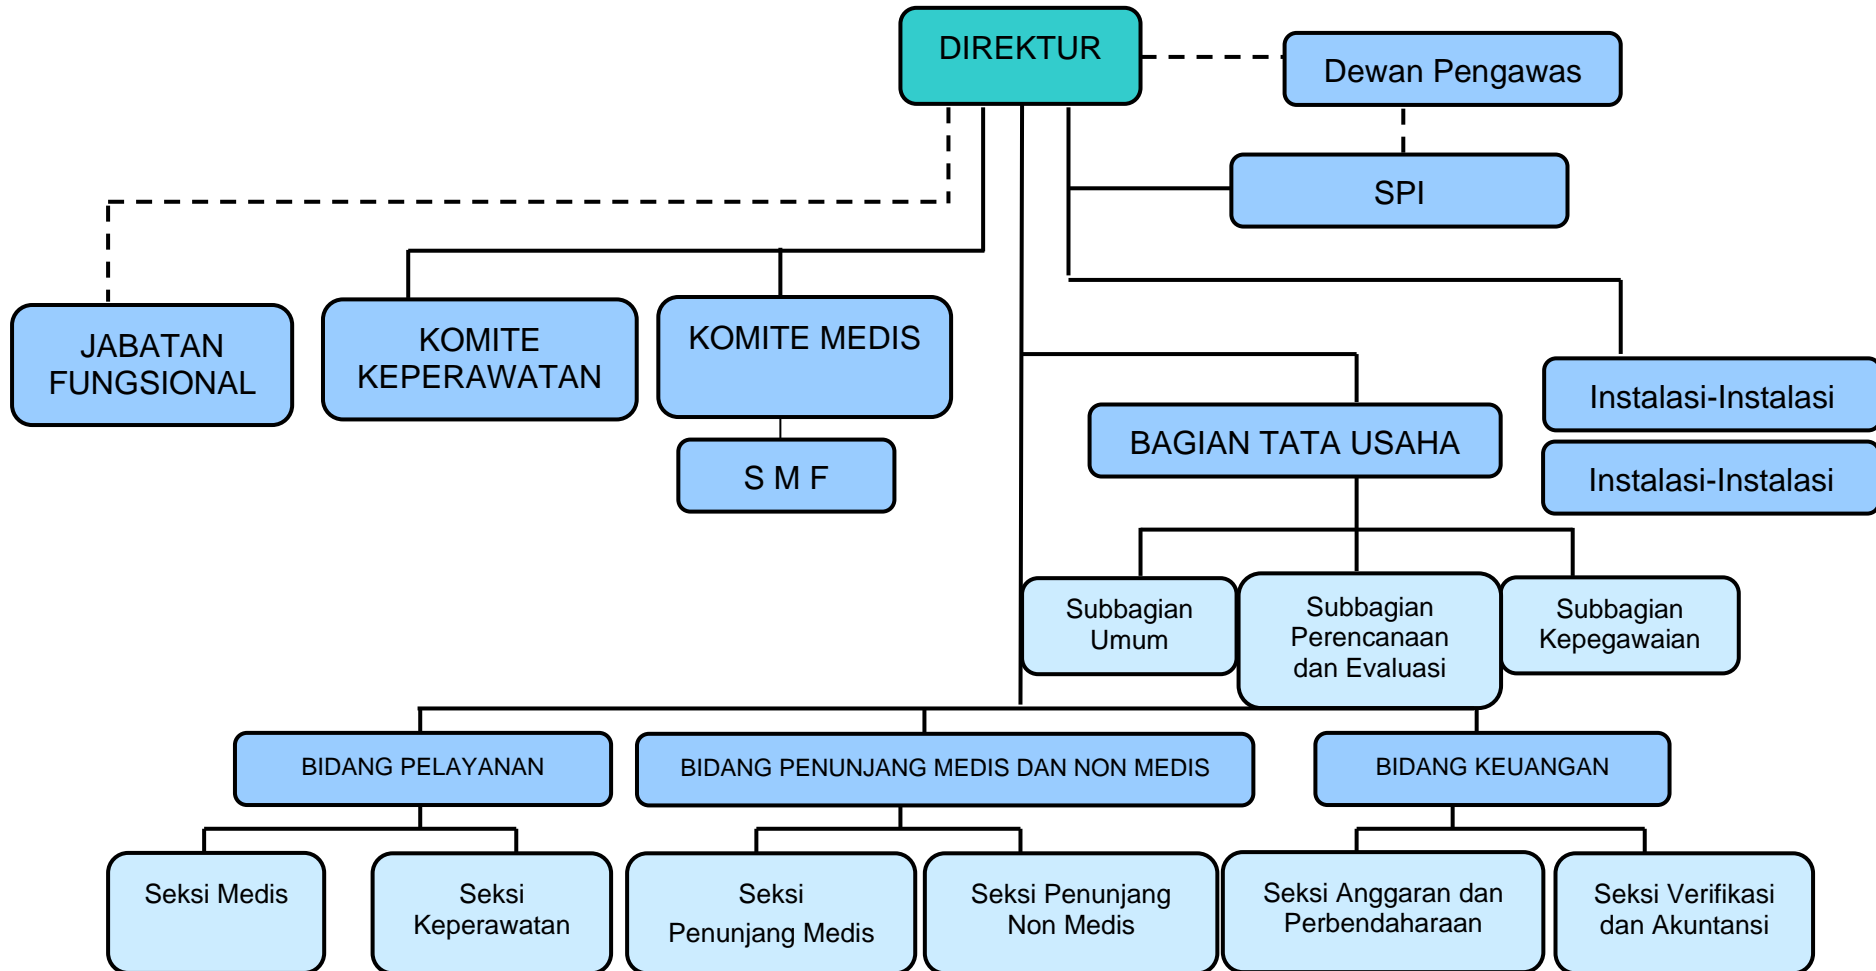 DIREKTUR
Dewan Pengawas
SPI
JABATAN
FUNGSIONAL
KOMITE
KEPERAWATAN
KOMITE MEDIS
S M F
Instalasi-Instalasi
Instalasi-Instalasi
BAGIAN TATA USAHA
Subbagian
Umum
Subbagian
Perencanaan
dan Evaluasi
Subbagian
Kepegawaian
BIDANG PELAYANAN
BIDANG PENUNJANG MEDIS DAN NON MEDIS
BIDANG KEUANGAN
Seksi Medis
Seksi
Keperawatan
Seksi
Penunjang Medis
Seksi Penunjang
Non Medis
Seksi Anggaran dan
Perbendaharaan
Seksi Verifikasi
dan Akuntansi